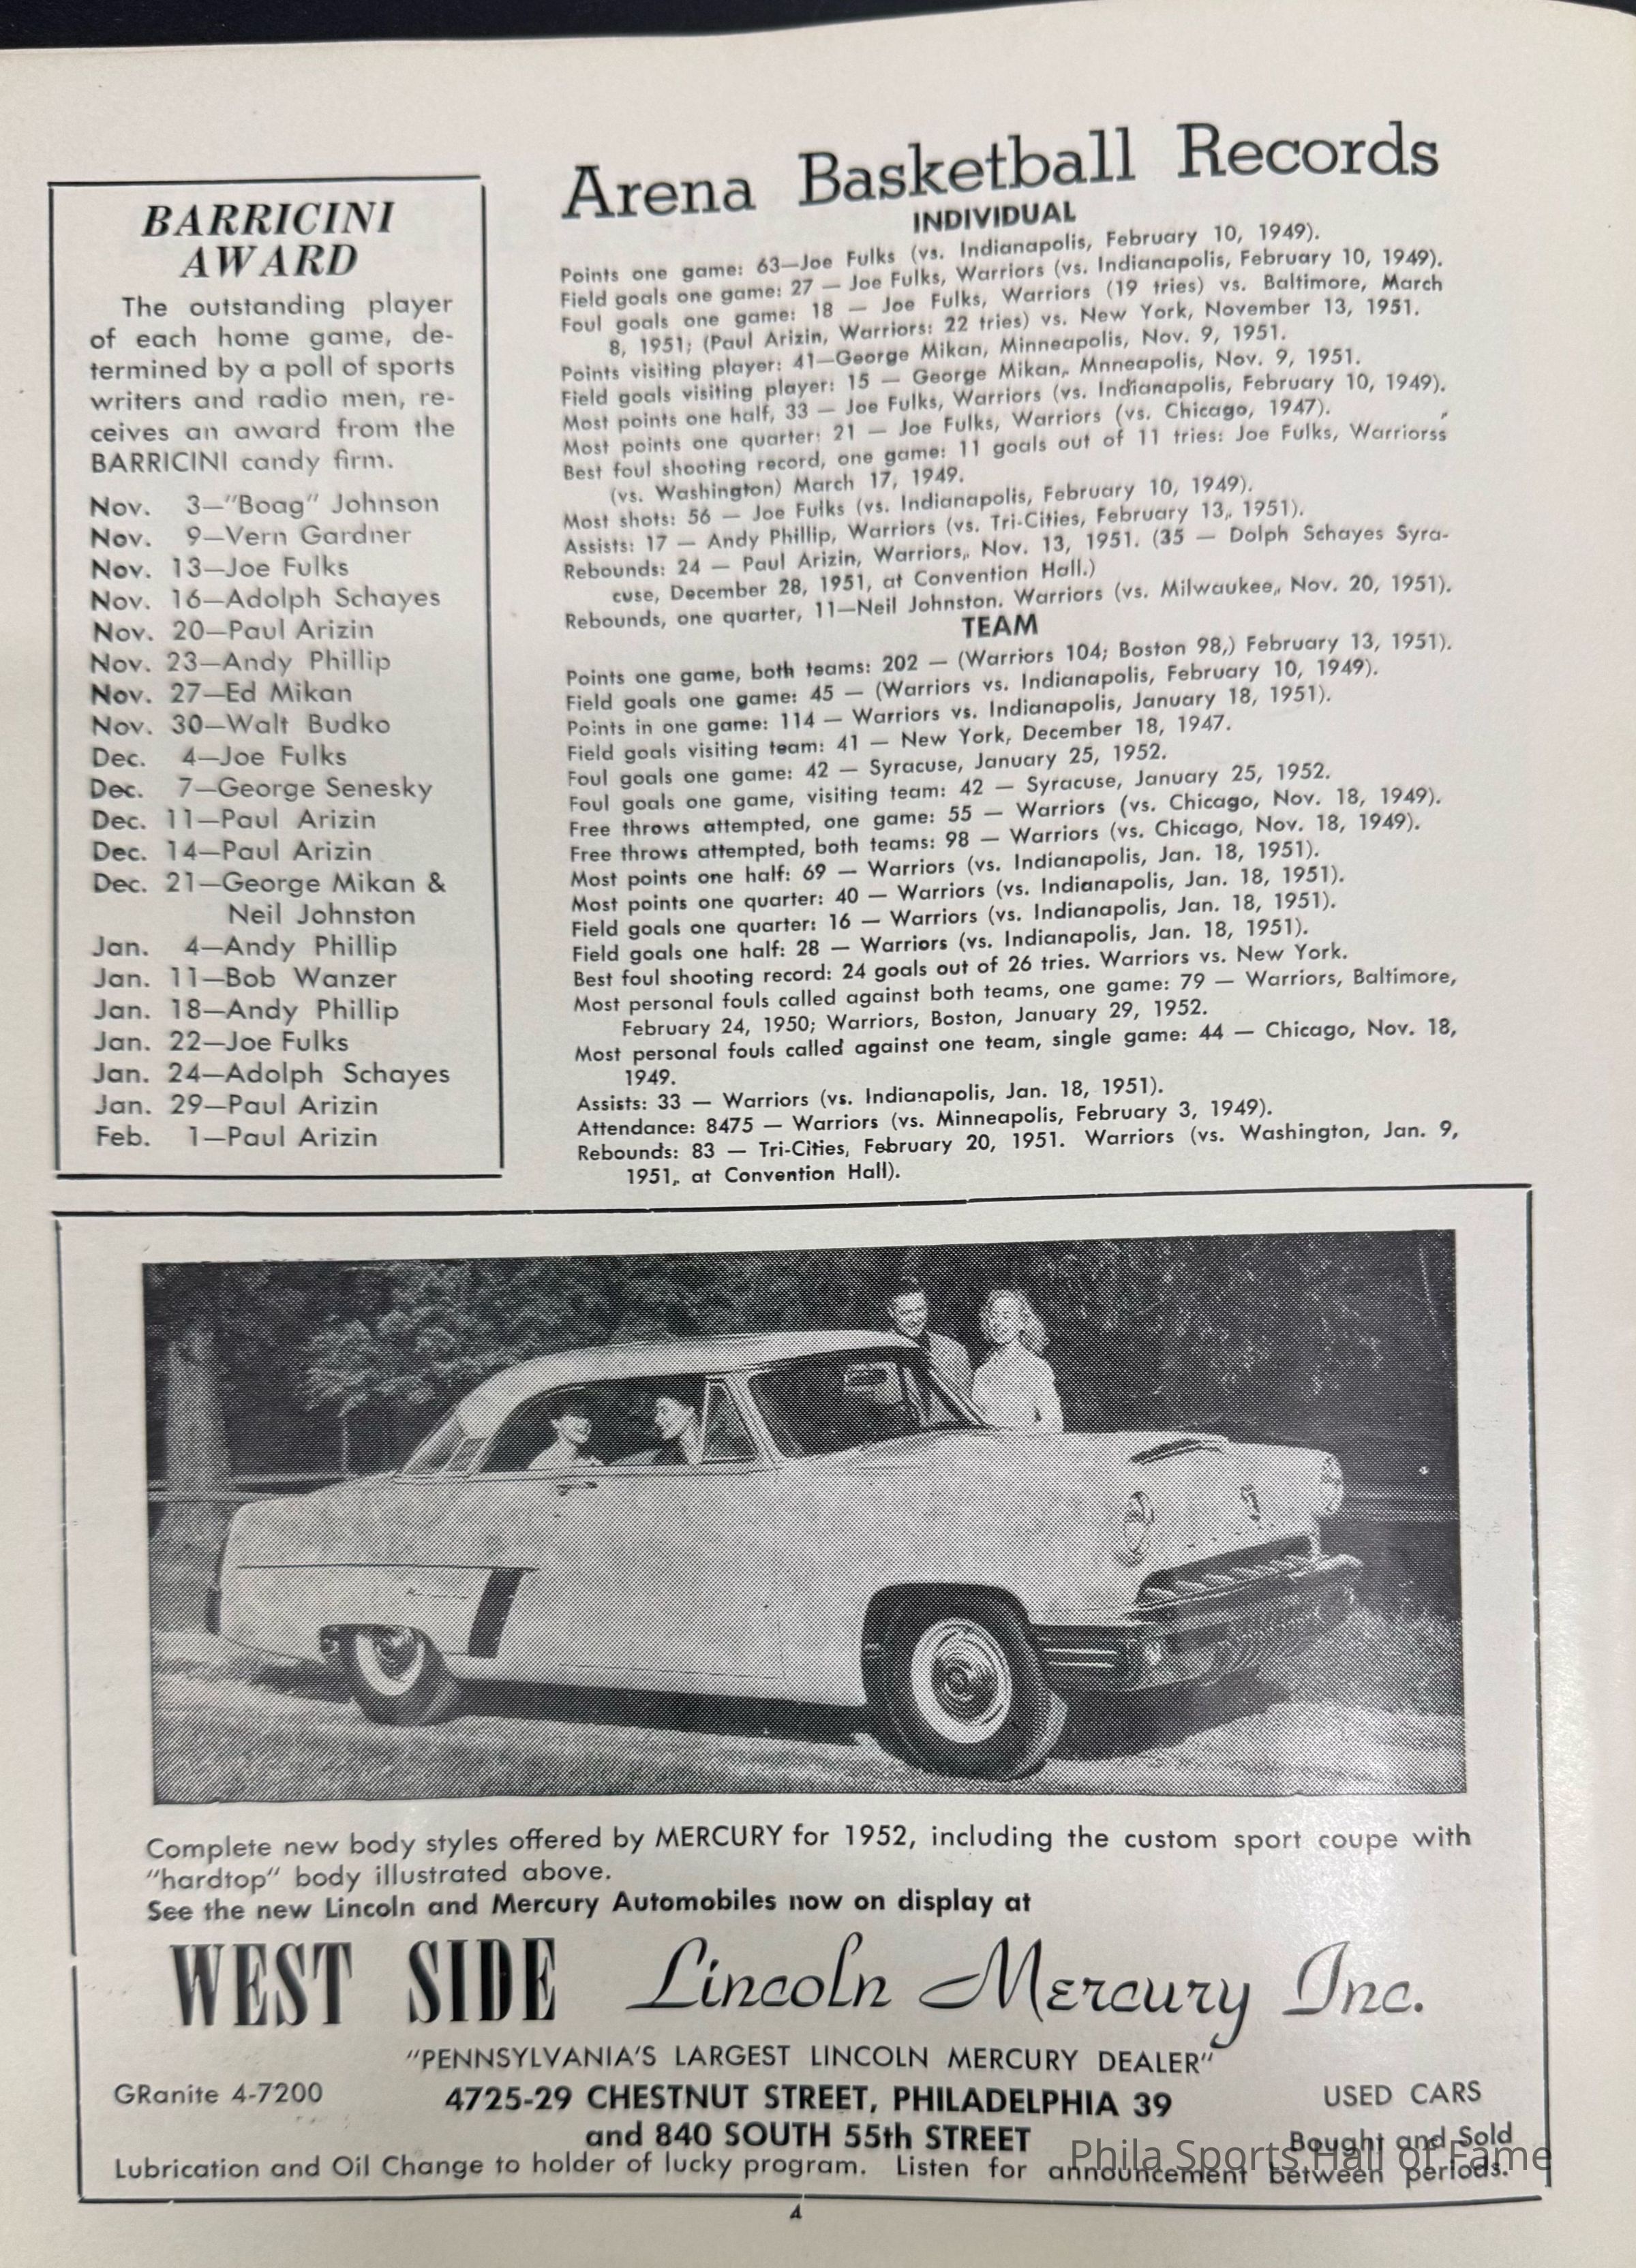 BARRICINI
AWARD
The outstanding player
of each home game, de-
termined by a poll of sports
writers and radio men, re-
ceives an award from the
BARRICINI candy firm.
Nov. 3—"Boag" Johnson
Nov. 9—Vern Gardner
Nov. 13—Joe Fulks
Nov. 16—Adolph Schayes
Nov. 20—Paul Arizin
Nov. 23—Andy Phillip
Nov. 27—Ed Mikan
Nov. 30—Walt Budko
Dec. 4—Joe Fulks
Dec. 7—George Senesky
Dec. 11—Paul Arizin
Dec. 14—Paul Arizin
Dec. 21—George Mikan &
Neil Johnston
Jan. 4—Andy Phillip
Jan. 11—Bob Wanzer
Jan. 18—Andy Phillip
Jan. 22—Joe Fulks
Jan. 24—Adolph Schayes
Jan. 29—Paul Arizin
Feb. 1—Paul Arizin
Arena Basketball Records
INDIVIDUAL
Points one game: 63—Joe Fulks (vs. Indianapolis, February 10, 1949).
Field goals one game: 27 — Joe Fulks, Warriors (vs. Indianapolis, February 10, 1949).
Foul goals one game: 18 — Joe Fulks, Warriors (19 tries) vs. Baltimore, March
8, 1951; (Paul Arizin, Warriors: 22 tries) vs. New York, November 13, 1951.
Points visiting player: 41—George Mikan, Minneapolis, Nov. 9, 1951.
Field goals visiting player: 15 — George Mikan, Mnneapolis, Nov. 9, 1951.
Most points one half, 33 — Joe Fulks, Warriors (vs. Indianapolis, February 10, 1949).
Most points one quarter: 21 — Joe Fulks, Warriors (vs. Chicago, 1947).
Best foul shooting record, one game: 11 goals out of 11 tries: Joe Fulks, Warriorss
(vs. Washington) March 17, 1949.
Most shots: 56 — Joe Fulks (vs. Indianapolis, February 10, 1949).
Assists: 17 — Andy Phillip, Warriors (vs. Tri-Cities, February 13, 1951).
Rebounds: 24 — Paul Arizin, Warriors, Nov. 13, 1951. (35 — Dolph Schayes Syra-
cuse, December 28, 1951, at Convention Hall.)
Rebounds, one quarter, 11—Neil Johnston. Warriors (vs. Milwaukee, Nov. 20, 1951).
TEAM
Points one game, both teams: 202 — (Warriors 104; Boston 98,) February 13, 1951).
Field goals one game: 45 — (Warriors vs. Indianapolis, February 10, 1949).
Points in one game: 114 — Warriors vs. Indianapolis, January 18, 1951).
Field goals visiting team: 41 — New York, December 18, 1947.
Foul goals one game: 42 — Syracuse, January 25, 1952.
Foul goals one game, visiting team: 42 — Syracuse, January 25, 1952.
Free throws attempted, one game: 55 — Warriors (vs. Chicago, Nov. 18, 1949).
Free throws attempted, both teams: 98 — Warriors (vs. Chicago, Nov. 18, 1949).
Most points one half: 69 — Warriors (vs. Indianapolis, Jan. 18, 1951).
Most points one quarter: 40 — Warriors (vs. Indianapolis, Jan. 18, 1951).
Field goals one quarter: 16 — Warriors (vs. Indianapolis, Jan. 18, 1951).
Field goals one half: 28 — Warriors (vs. Indianapolis, Jan. 18, 1951).
Best foul shooting record: 24 goals out of 26 tries. Warriors vs. New York.
Most personal fouls called against both teams, one game: 79 — Warriors, Baltimore,
February 24, 1950; Warriors, Boston, January 29, 1952.
Most personal fouls called against one team, single game: 44 — Chicago, Nov. 18,
1949.
Assists: 33 — Warriors (vs. Indianapolis, Jan. 18, 1951).
Attendance: 8475 — Warriors (vs. Minneapolis, February 3, 1949).
Rebounds: 83 — Tri-Cities, February 20, 1951. Warriors (vs. Washington, Jan. 9,
1951, at Convention Hall).
Complete new body styles offered by MERCURY for 1952, including the custom sport coupe with
"hardtop" body illustrated above.
See the new Lincoln and Mercury Automobiles now on display at
WEST SIDE Lincoln Mercury Inc.
"PENNSYLVANIA'S LARGEST LINCOLN MERCURY DEALER"
GRanite 4-7200
4725-29 CHESTNUT STREET, PHILADELPHIA 39
and 840 SOUTH 55th STREET
USED CARS
Bought and Sold
Lubrication and Oil Change to holder of lucky program. Listen for announcement between periods.
Phila Sports Hall of Fame
4